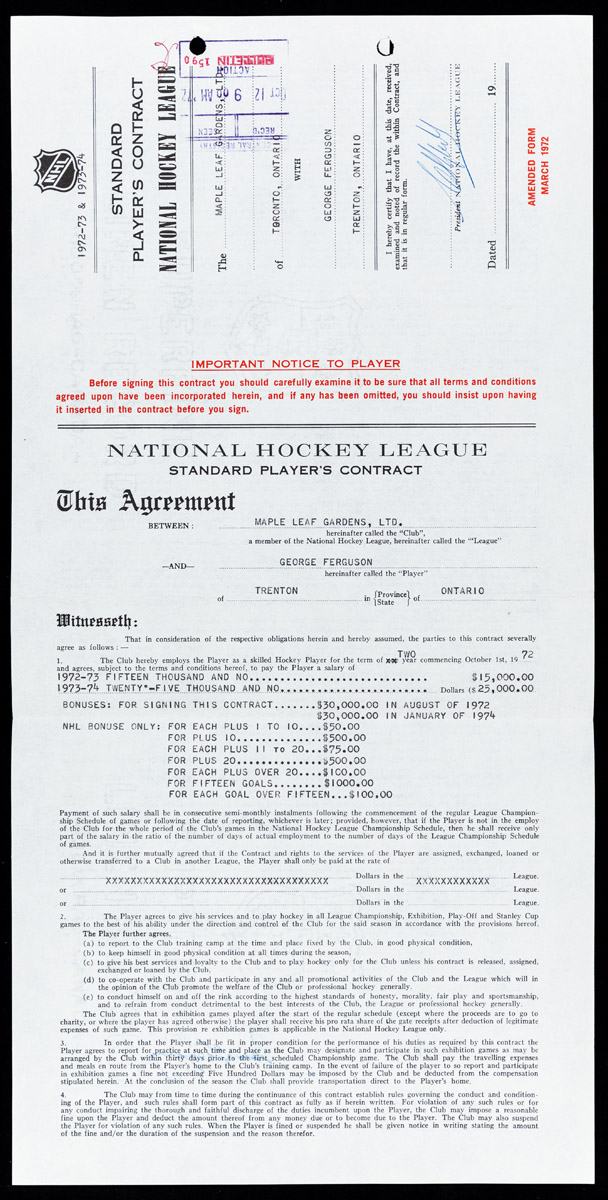 NHL
1972-73 & 1973-74
STANDARD
PLAYER'S CONTRACT
NATIONAL HOCKEY LEAGUE
The MAPLE LEAF GARDENS, LTD.
of TORONTO, ONTARIO
WITH
GEORGE FERGUSON
TRENTON, ONTARIO
I hereby certify that I have, at this date, received,
examined and noted of record the within Contract, and
that it is in regular form.
President NATIONAL HOCKEY LEAGUE
Dated 19
AMENDED FORM
MARCH 1972
BULLETIN 1590
ACTION
OCT 12 9 AM '72
REC'D SEEN
CENTRAL REGISTRY
IMPORTANT NOTICE TO PLAYER
Before signing this contract you should carefully examine it to be sure that all terms and conditions
agreed upon have been incorporated herein, and if any has been omitted, you should insist upon having
it inserted in the contract before you sign.
NATIONAL HOCKEY LEAGUE
STANDARD PLAYER'S CONTRACT
This Agreement
BETWEEN: MAPLE LEAF GARDENS, LTD.
hereinafter called the "Club",
a member of the National Hockey League, hereinafter called the "League"
—AND— GEORGE FERGUSON
hereinafter called the "Player"
of TRENTON in {Province State} of ONTARIO
Witnesseth:
That in consideration of the respective obligations herein and hereby assumed, the parties to this contract severally
agree as follows: —
1. The Club hereby employs the Player as a skilled Hockey Player for the term of TWO year commencing October 1st, 19 72
and agrees, subject to the terms and conditions hereof, to pay the Player a salary of
1972-73 FIFTEEN THOUSAND AND NO............................ $15,000.00
1973-74 TWENTY*-FIVE THOUSAND AND NO....................... Dollars ($25,000.00
BONUSES: FOR SIGNING THIS CONTRACT...$30,000.00 IN AUGUST OF 1972
$30,000.00 IN JANUARY OF 1974
NHL BONUSE ONLY: FOR EACH PLUS 1 TO 10....$50.00
FOR PLUS 10..............$500.00
FOR EACH PLUS 11 TO 20...$75.00
FOR PLUS 20..............$500.00
FOR EACH PLUS OVER 20....$100.00
FOR FIFTEEN GOALS.......$1000.00
FOR EACH GOAL OVER FIFTEEN...$100.00
Payment of such salary shall be in consecutive semi-monthly instalments following the commencement of the regular League Champion-
ship Schedule of games or following the date of reporting, whichever is later; provided, however, that if the Player is not in the employ
of the Club for the whole period of the Club's games in the National Hockey League Championship Schedule, then he shall receive only
part of the salary in the ratio of the number of days of actual employment to the number of days of the League Championship Schedule
of games.
And it is further mutually agreed that if the Contract and rights to the services of the Player are assigned, exchanged, loaned or
otherwise transferred to a Club in another League, the Player shall only be paid at the rate of
XXXXXXXXXXXXXXXXXXXXXXXXXXXXXXXXXXXX Dollars in the XXXXXXXXXXXX League.
or Dollars in the League.
or Dollars in the League.
2. The Player agrees to give his services and to play hockey in all League Championship, Exhibition, Play-Off and Stanley Cup
games to the best of his ability under the direction and control of the Club for the said season in accordance with the provisions hereof.
The Player further agrees,
(a) to report to the Club training camp at the time and place fixed by the Club, in good physical condition,
(b) to keep himself in good physical condition at all times during the season,
(c) to give his best services and loyalty to the Club and to play hockey only for the Club unless his contract is released, assigned,
exchanged or loaned by the Club,
(d) to co-operate with the Club and participate in any and all promotional activities of the Club and the League which will in
the opinion of the Club promote the welfare of the Club or professional hockey generally.
(e) to conduct himself on and off the rink according to the highest standards of honesty, morality, fair play and sportsmanship,
and to refrain from conduct detrimental to the best interests of the Club, the League or professional hockey generally.
The Club agrees that in exhibition games played after the start of the regular schedule (except where the proceeds are to go to
charity, or where the player has agreed otherwise) the player shall receive his pro rata share of the gate receipts after deduction of legitimate
expenses of such game. This provision re exhibition games is applicable in the National Hockey League only.
3. In order that the Player shall be fit in proper condition for the performance of his duties as required by this contract the
Player agrees to report for practice at such time and place as the Club may designate and participate in such exhibition games as may be
arranged by the Club within thirty days prior to the first scheduled Championship game. The Club shall pay the travelling expenses
and meals en route from the Player's home to the Club's training camp. In the event of failure of the player to so report and participate
in exhibition games a fine not exceeding Five Hundred Dollars may be imposed by the Club and be deducted from the compensation
stipulated herein. At the conclusion of the season the Club shall provide transportation direct to the Player's home.
4. The Club may from time to time during the continuance of this contract establish rules governing the conduct and condition-
ing of the Player, and such rules shall form part of this contract as fully as if herein written. For violation of any such rules or for
any conduct impairing the thorough and faithful discharge of the duties incumbent upon the Player, the Club may impose a reasonable
fine upon the Player and deduct the amount thereof from any money due or to become due to the Player. The Club may also suspend
the Player for violation of any such rules. When the Player is fined or suspended he shall be given notice in writing stating the amount
of the fine and/or the duration of the suspension and the reason therefor.